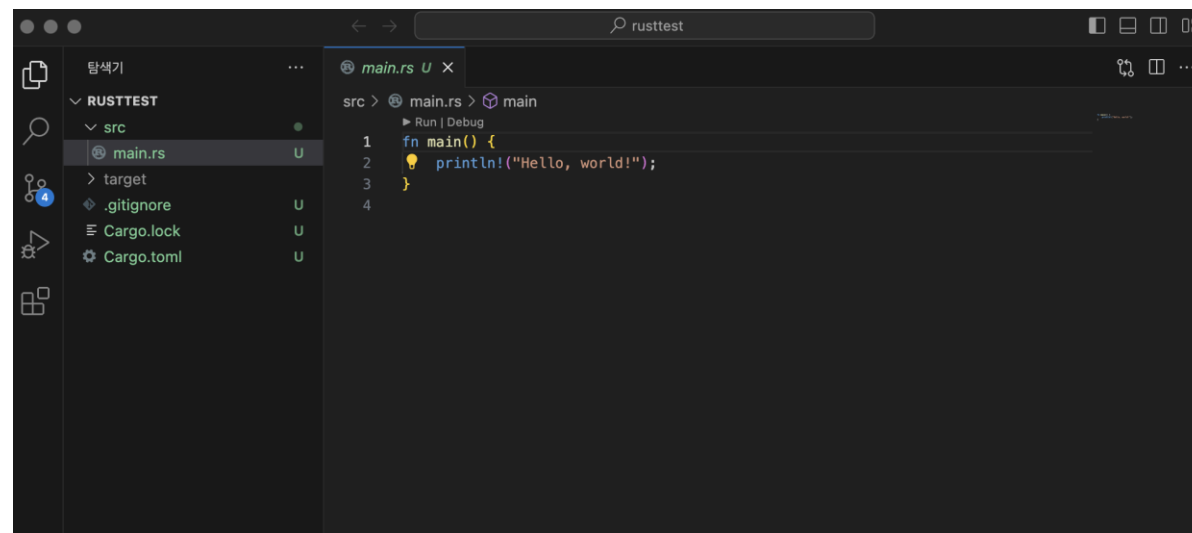 rusttest
탐색기
RUSTTEST
src
main.rs U
target
.gitignore U
Cargo.lock U
Cargo.toml U
4
main.rs U
src > main.rs > main
Run | Debug
1 fn main() {
2 println!("Hello, world!");
3 }
4